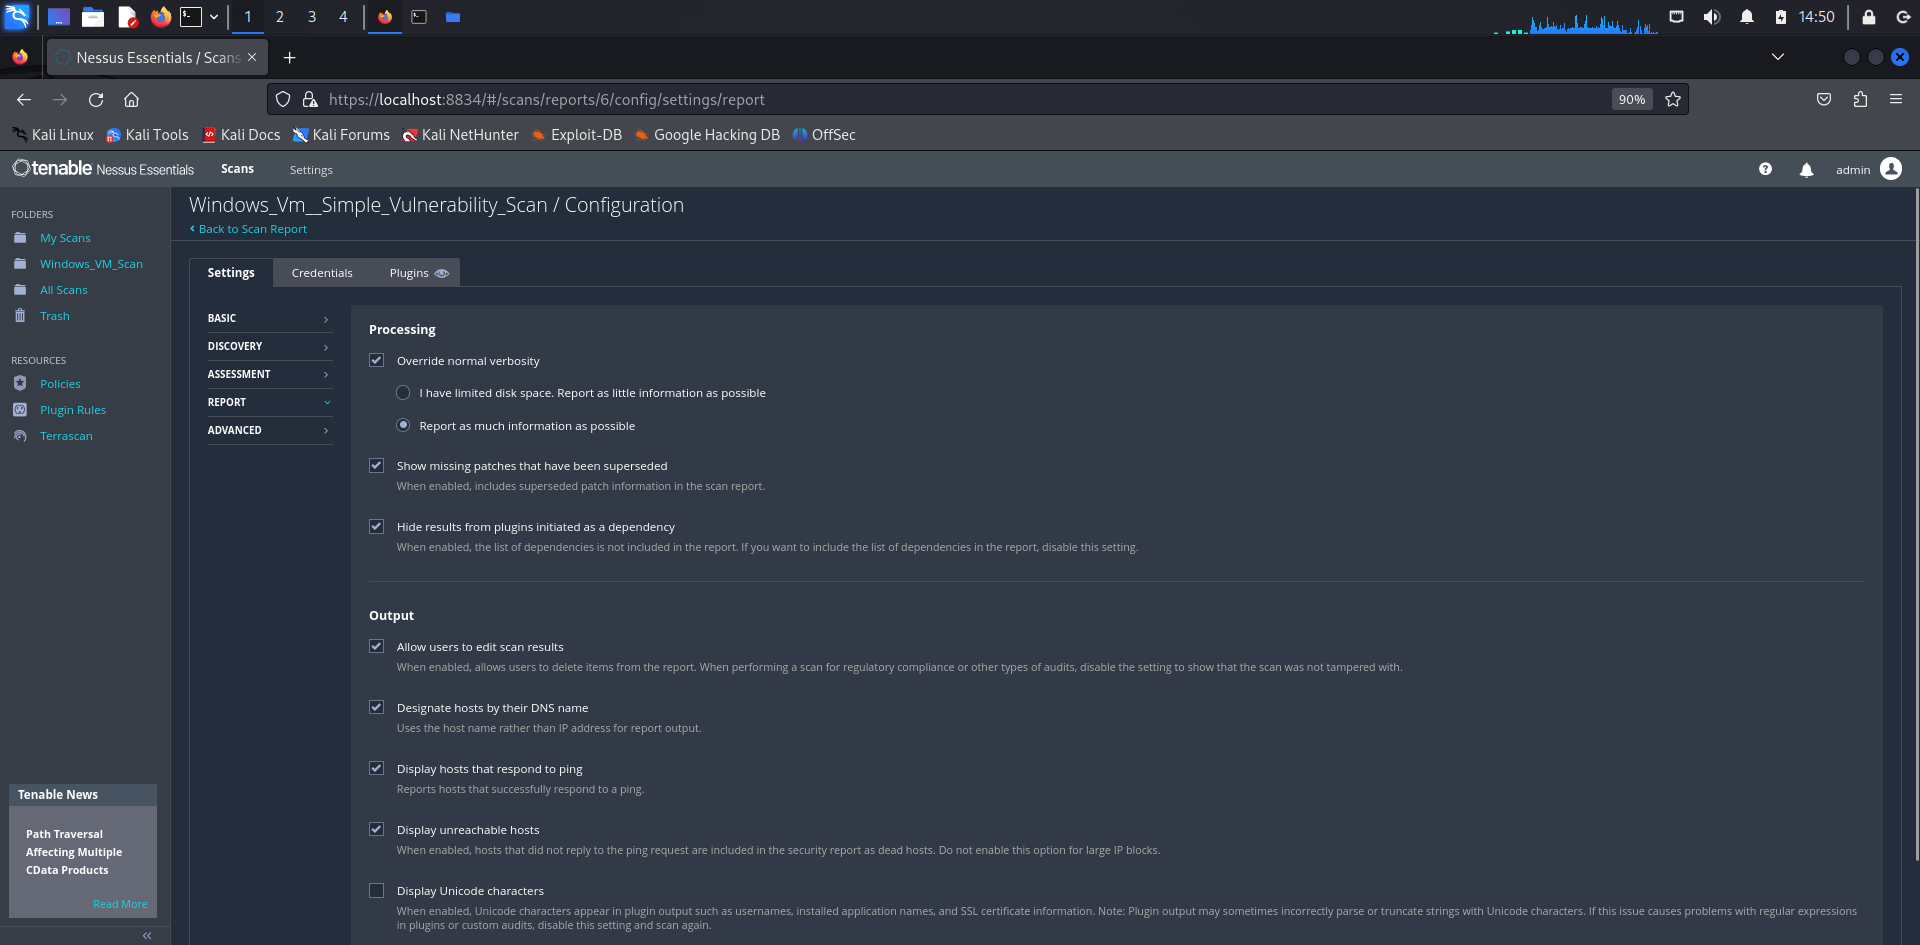 1 2 3 4
14:50
Nessus Essentials / Scans
https://localhost:8834/#/scans/reports/6/config/settings/report
90%
Kali Linux Kali Tools Kali Docs Kali Forums Kali NetHunter Exploit-DB Google Hacking DB OffSec
tenable Nessus Essentials Scans Settings admin
FOLDERS
My Scans
Windows_VM_Scan
All Scans
Trash
RESOURCES
Policies
Plugin Rules
Terrascan
Tenable News
Path Traversal
Affecting Multiple
CData Products
Read More
Windows_Vm__Simple_Vulnerability_Scan / Configuration
Back to Scan Report
Settings Credentials Plugins
BASIC
DISCOVERY
ASSESSMENT
REPORT
ADVANCED
Processing
Override normal verbosity
I have limited disk space. Report as little information as possible
Report as much information as possible
Show missing patches that have been superseded
When enabled, includes superseded patch information in the scan report.
Hide results from plugins initiated as a dependency
When enabled, the list of dependencies is not included in the report. If you want to include the list of dependencies in the report, disable this setting.
Output
Allow users to edit scan results
When enabled, allows users to delete items from the report. When performing a scan for regulatory compliance or other types of audits, disable the setting to show that the scan was not tampered with.
Designate hosts by their DNS name
Uses the host name rather than IP address for report output.
Display hosts that respond to ping
Reports hosts that successfully respond to a ping.
Display unreachable hosts
When enabled, hosts that did not reply to the ping request are included in the security report as dead hosts. Do not enable this option for large IP blocks.
Display Unicode characters
When enabled, Unicode characters appear in plugin output such as usernames, installed application names, and SSL certificate information. Note: Plugin output may sometimes incorrectly parse or truncate strings with Unicode characters. If this issue causes problems with regular expressions
in plugins or custom audits, disable this setting and scan again.